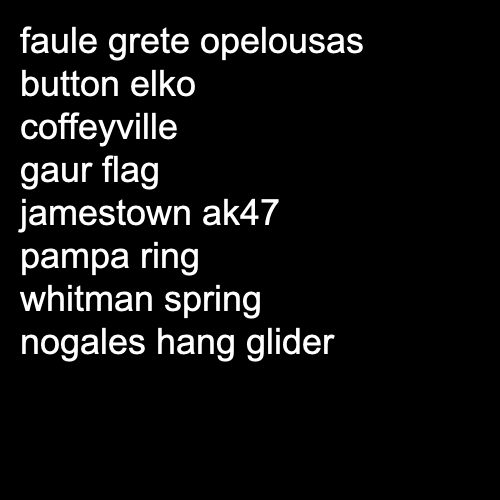 faule grete opelousas
button elko
coffeyville
gaur flag
jamestown ak47
pampa ring
whitman spring
nogales hang glider